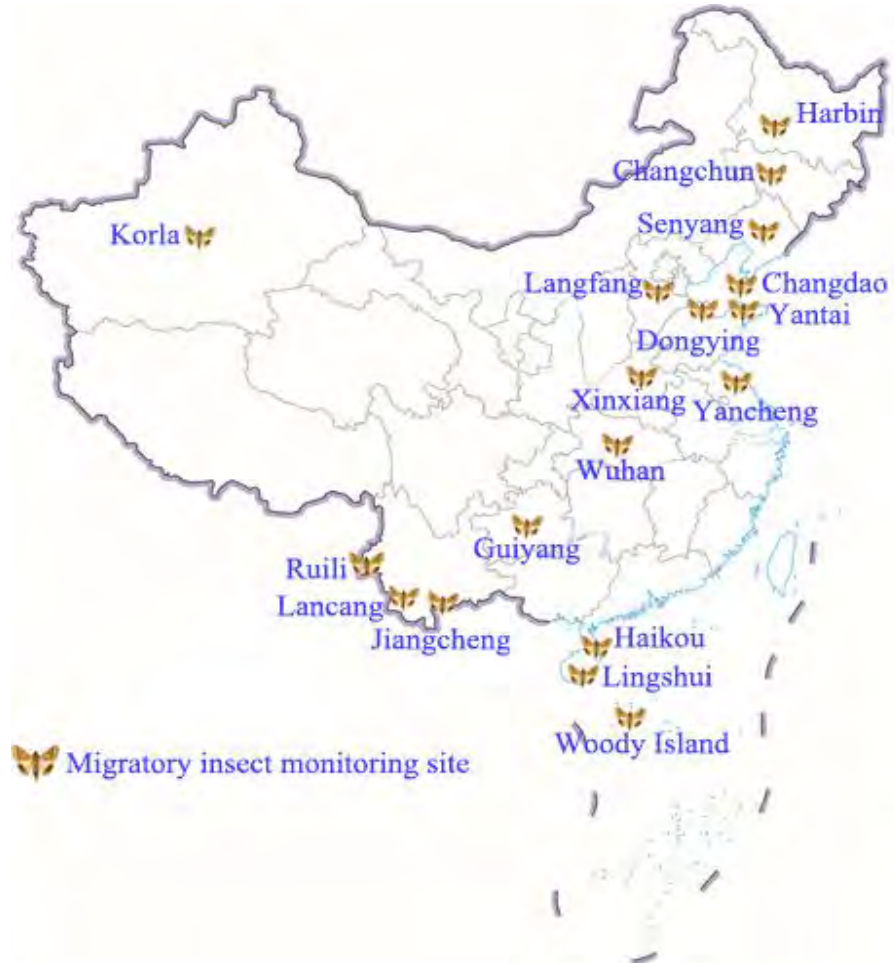 Harbin
Changchun
Senyang
Korla
Langfang
Changdao
Yantai
Dongying
Xinxiang
Yancheng
Wuhan
Guiyang
Ruili
Lancang
Jiangcheng
Haikou
Lingshui
Woody Island
Migratory insect monitoring site